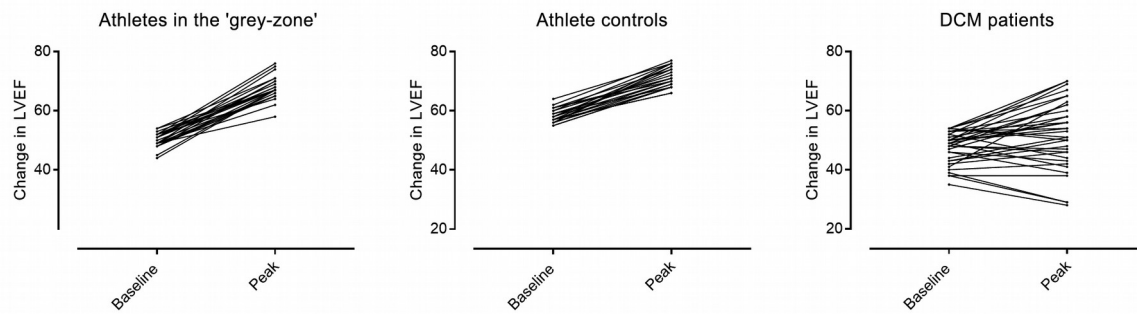 Athletes in the 'grey-zone'
Change in LVEF
80
60
40
Baseline
Peak
Athlete controls
Change in LVEF
80
60
40
20
Baseline
Peak
DCM patients
Change in LVEF
80
60
40
20
Baseline
Peak